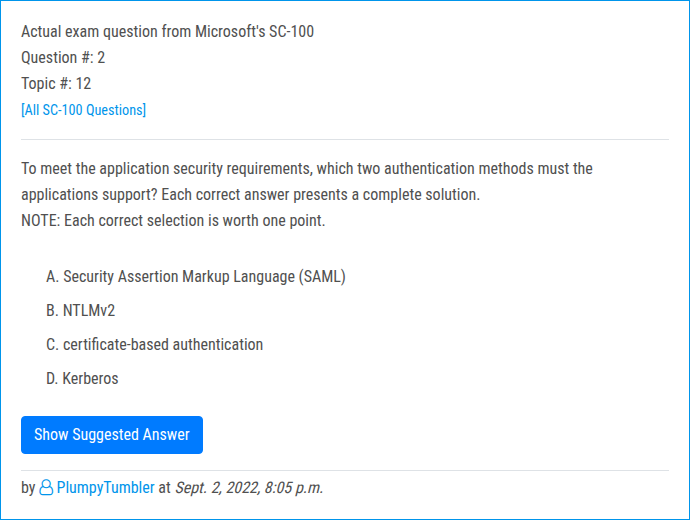 Actual exam question from Microsoft's SC-100
Question #: 2
Topic #: 12
[All SC-100 Questions]
To meet the application security requirements, which two authentication methods must the
applications support? Each correct answer presents a complete solution.
NOTE: Each correct selection is worth one point.
A. Security Assertion Markup Language (SAML)
B. NTLMv2
C. certificate-based authentication
D. Kerberos
Show Suggested Answer
by PlumpyTumbler at Sept. 2, 2022, 8:05 p.m.